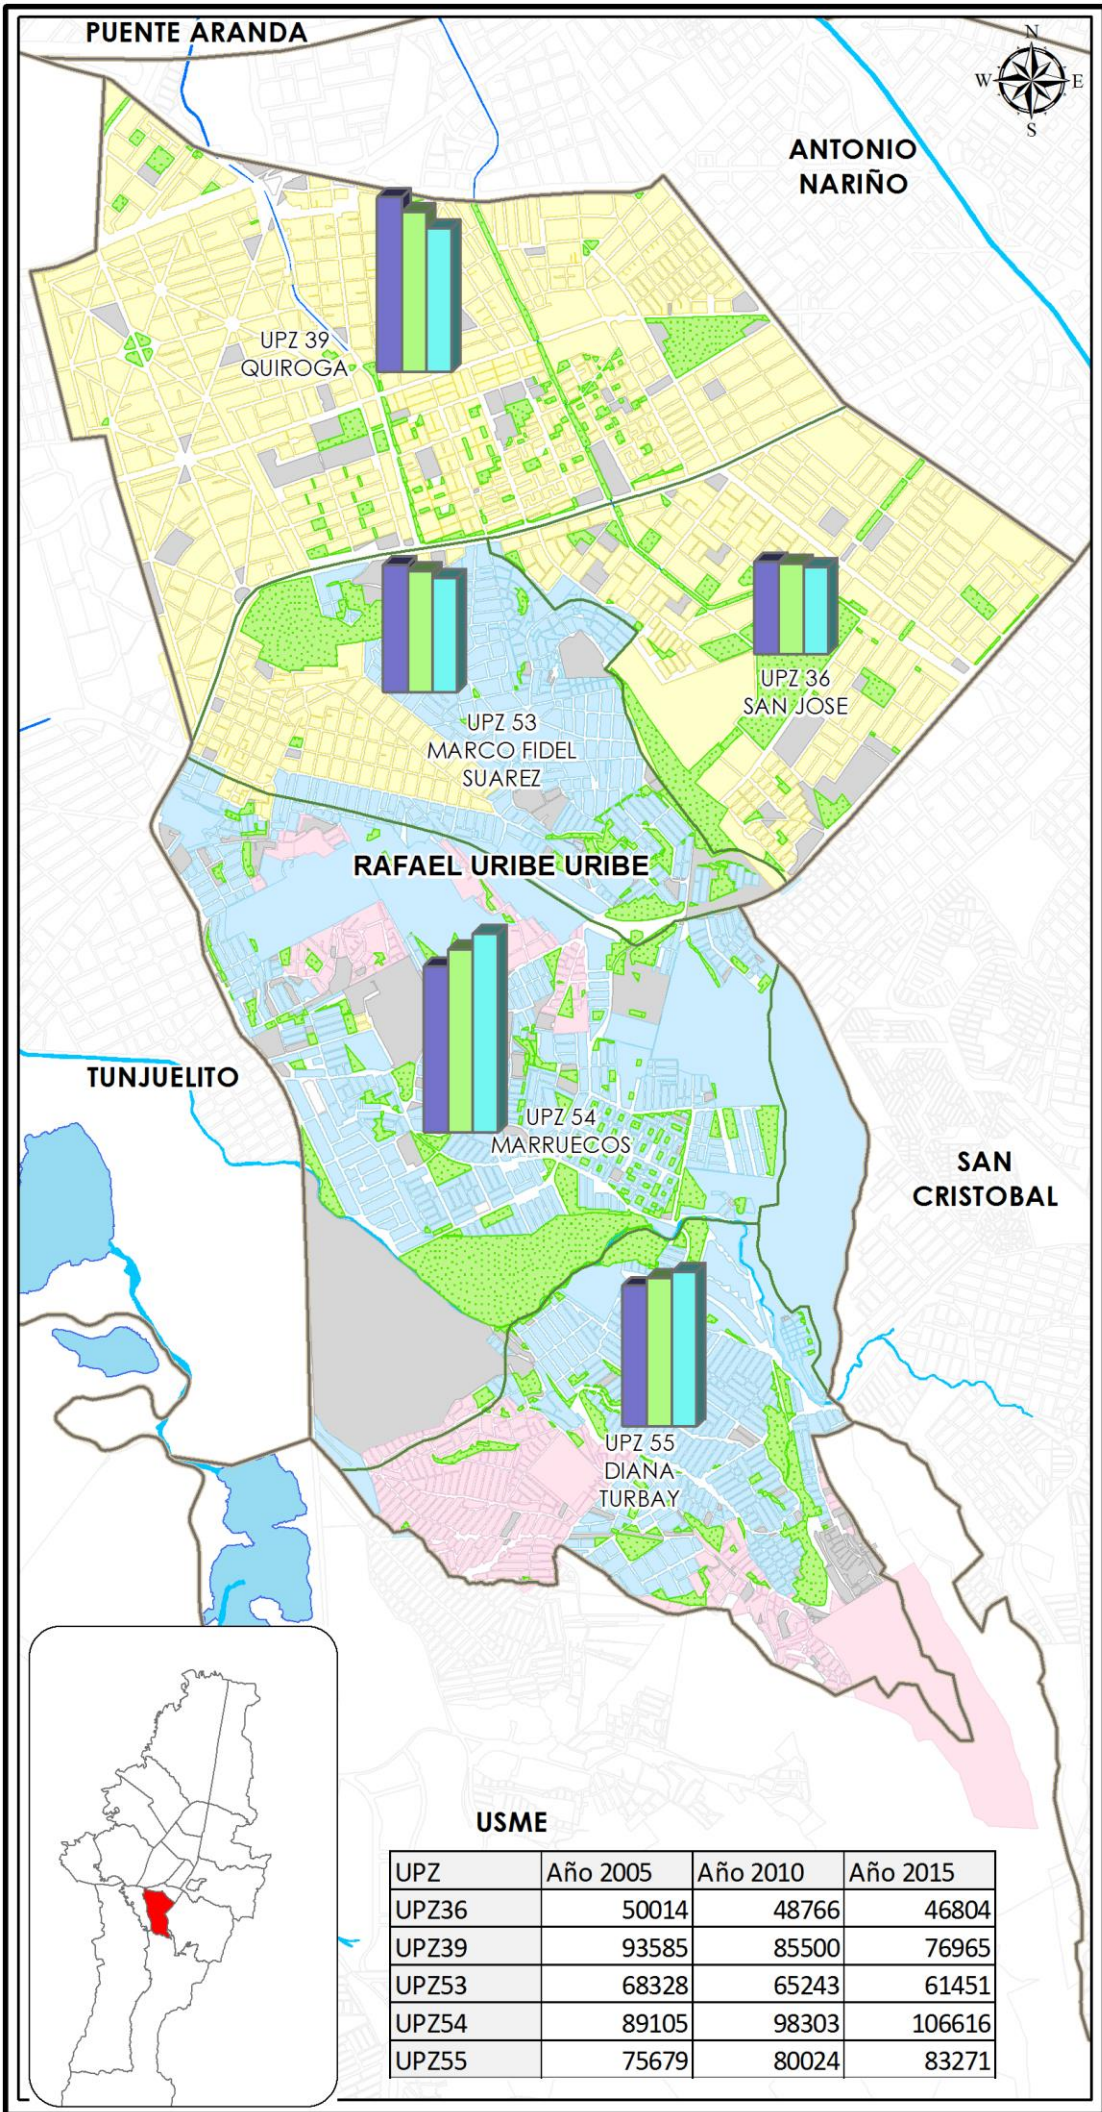 PUENTE ARANDA
N
W E
S
ANTONIO
NARIÑO
UPZ 39
QUIROGA
UPZ 36
SAN JOSE
UPZ 53
MARCO FIDEL
SUAREZ
RAFAEL URIBE URIBE
TUNJUELITO
UPZ 54
MARRUECOS
SAN
CRISTOBAL
UPZ 55
DIANA
TURBAY
USME
UPZ Año 2005 Año 2010 Año 2015
UPZ36 50014 48766 46804
UPZ39 93585 85500 76965
UPZ53 68328 65243 61451
UPZ54 89105 98303 106616
UPZ55 75679 80024 83271